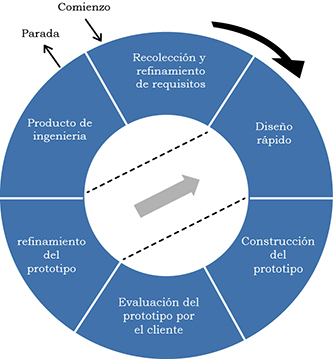 Comienzo
Parada
Recolección y
refinamiento
de requisitos
Diseño
rápido
Construcción
del
prototipo
Evaluación del
prototipo por
el cliente
refinamiento
del
prototipo
Producto de
ingenieria